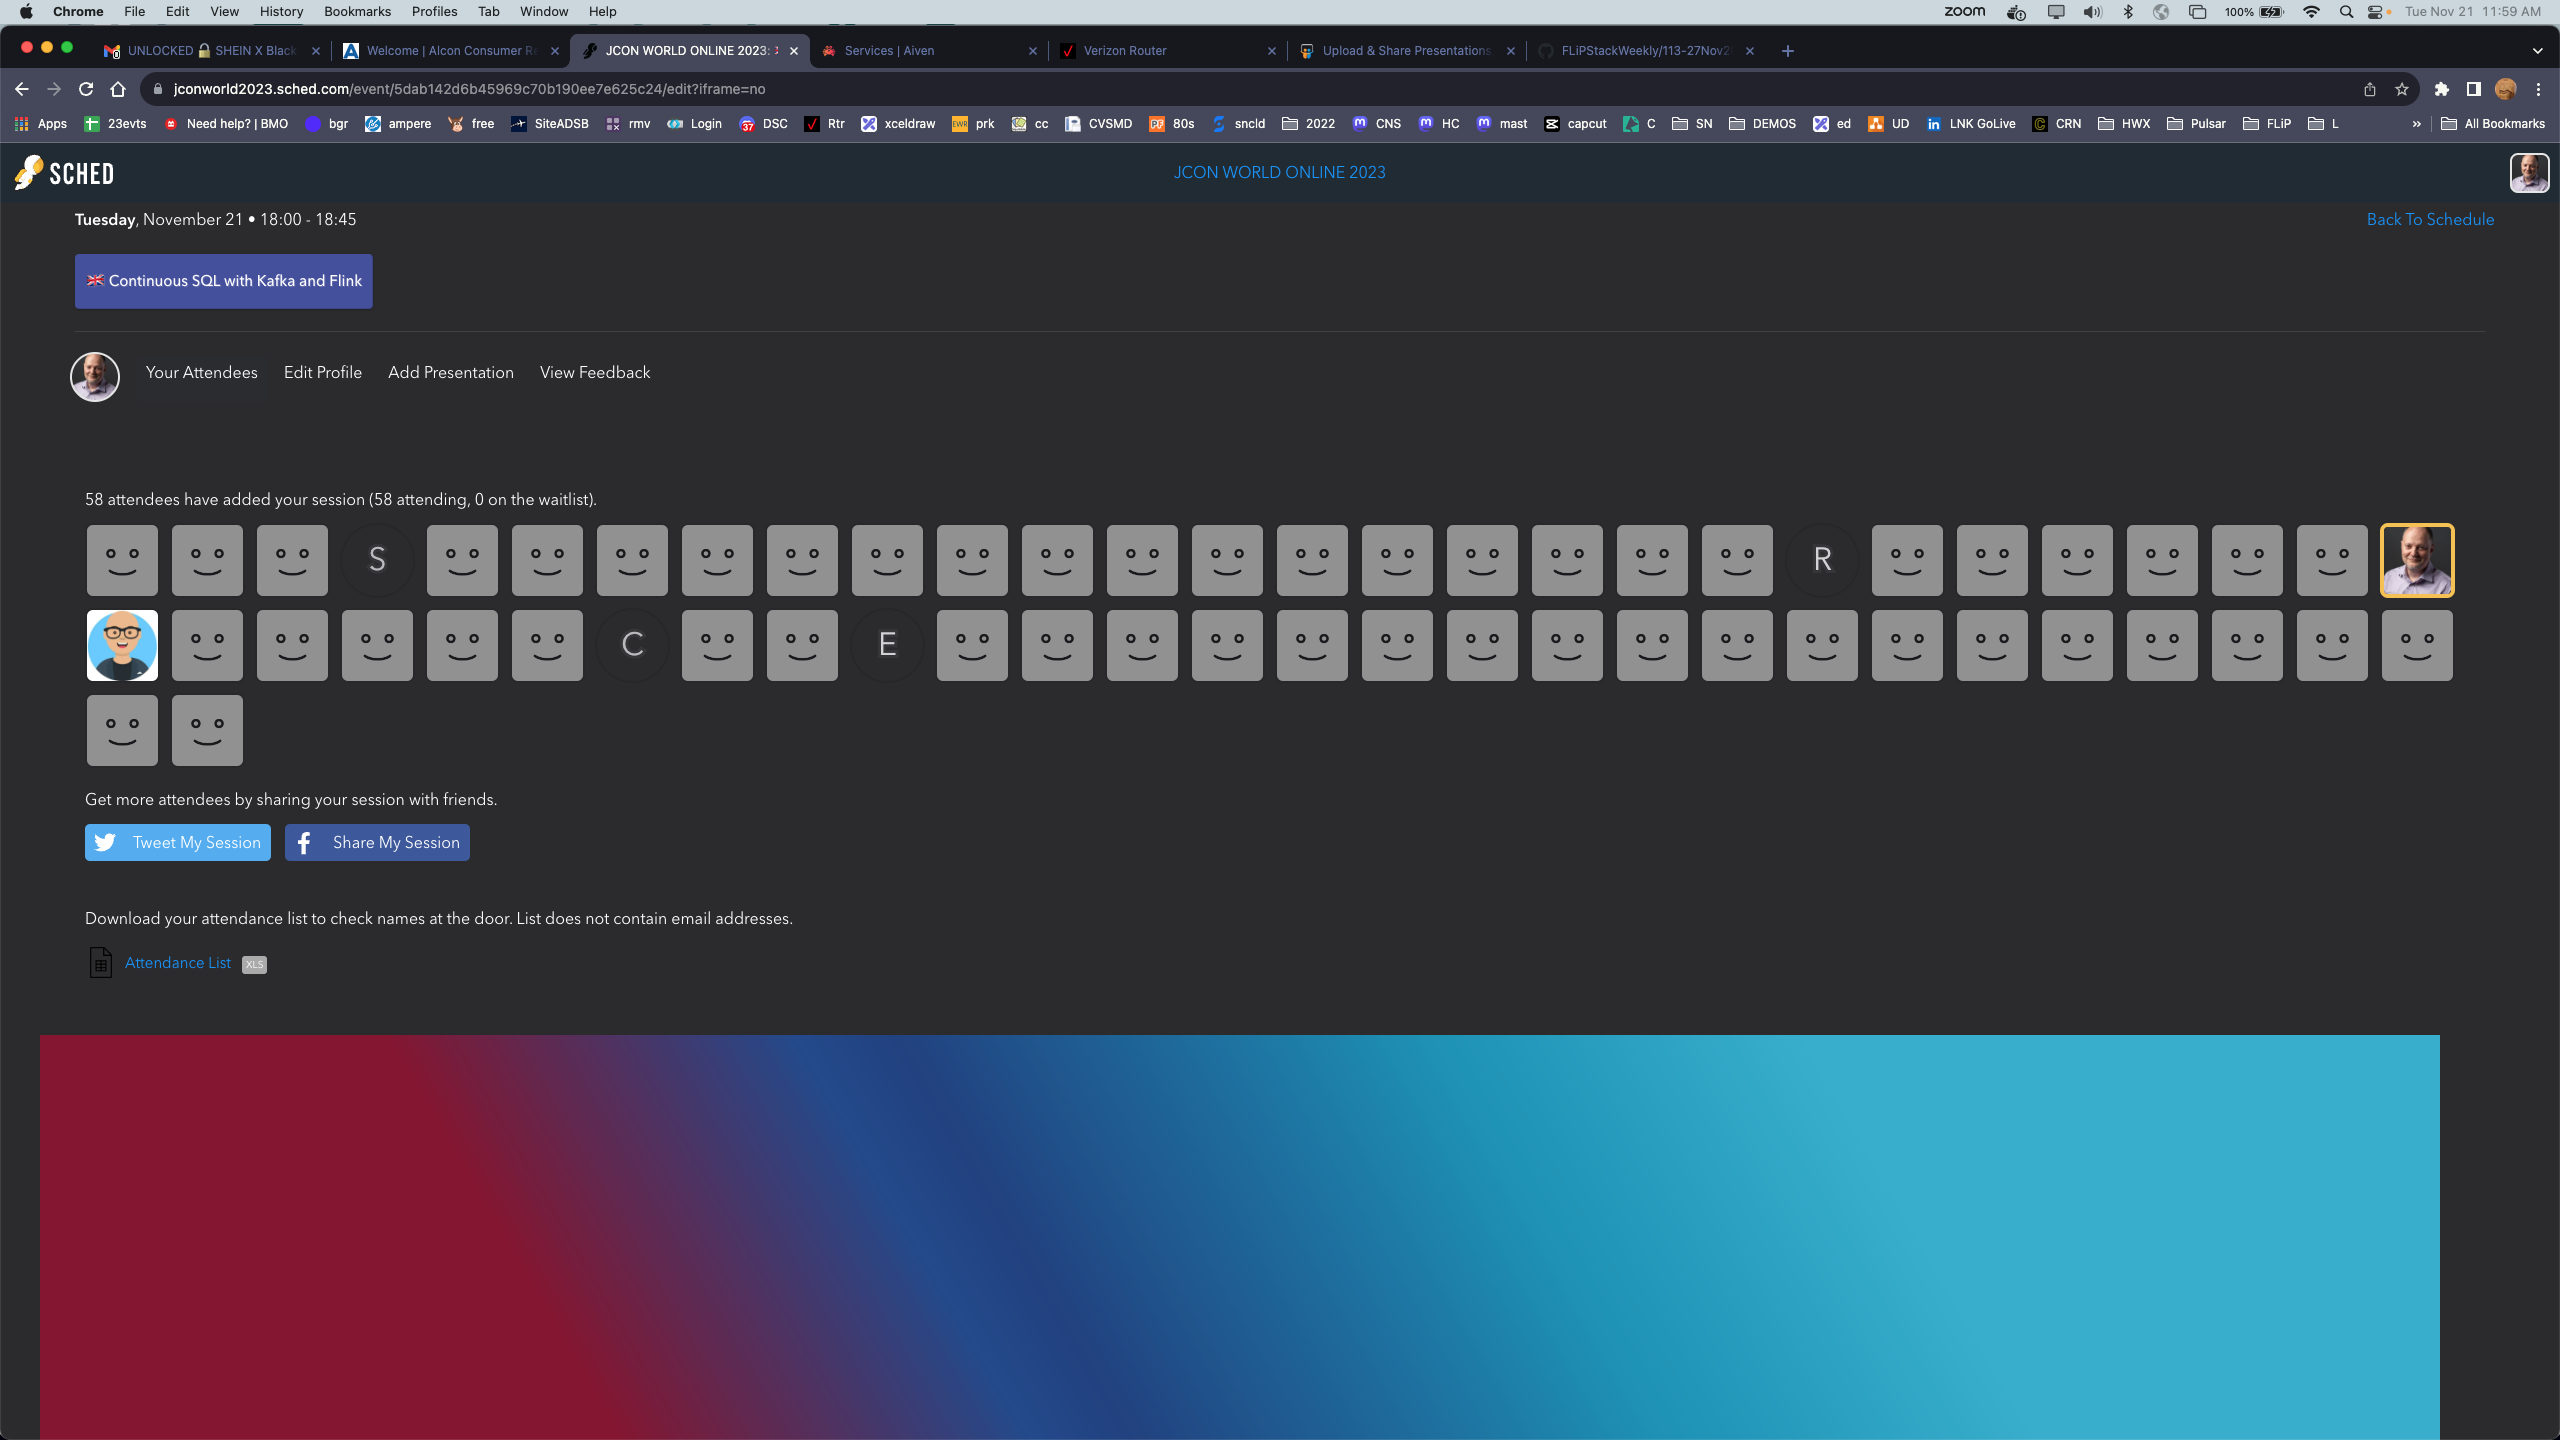 Chrome File Edit View History Bookmarks Profiles Tab Window Help zoom 100% Tue Nov 21 11:59 AM
UNLOCKED 🔒 SHEIN X Black Welcome | Alcon Consumer Re JCON WORLD ONLINE 2023: Services | Aiven Verizon Router Upload & Share Presentations FLiPStackWeekly/113-27Nov2
jconworld2023.sched.com/event/5dab142d6b45969c70b190ee7e625c24/edit?iframe=no
Apps 23evts Need help? | BMO bgr ampere free SiteADSB rmv Login DSC Rtr xceldraw prk cc CVSMD 80s sncld 2022 CNS HC mast capcut C SN DEMOS ed UD LNK GoLive CRN HWX Pulsar FLiP L » All Bookmarks
SCHED JCON WORLD ONLINE 2023
Tuesday, November 21 • 18:00 - 18:45 Back To Schedule
🇬🇧 Continuous SQL with Kafka and Flink
Your Attendees Edit Profile Add Presentation View Feedback
58 attendees have added your session (58 attending, 0 on the waitlist).
S R
C E
Get more attendees by sharing your session with friends.
Tweet My Session Share My Session
Download your attendance list to check names at the door. List does not contain email addresses.
Attendance List XLS